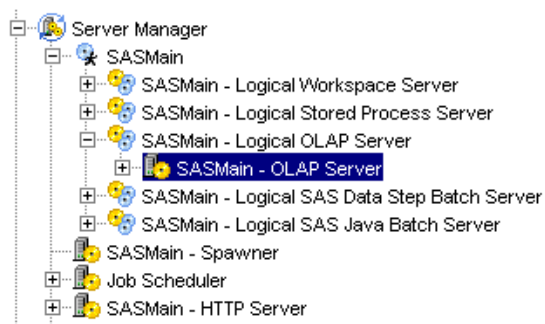 Server Manager
SASMain
SASMain - Logical Workspace Server
SASMain - Logical Stored Process Server
SASMain - Logical OLAP Server
SASMain - OLAP Server
SASMain - Logical SAS Data Step Batch Server
SASMain - Logical SAS Java Batch Server
SASMain - Spawner
Job Scheduler
SASMain - HTTP Server